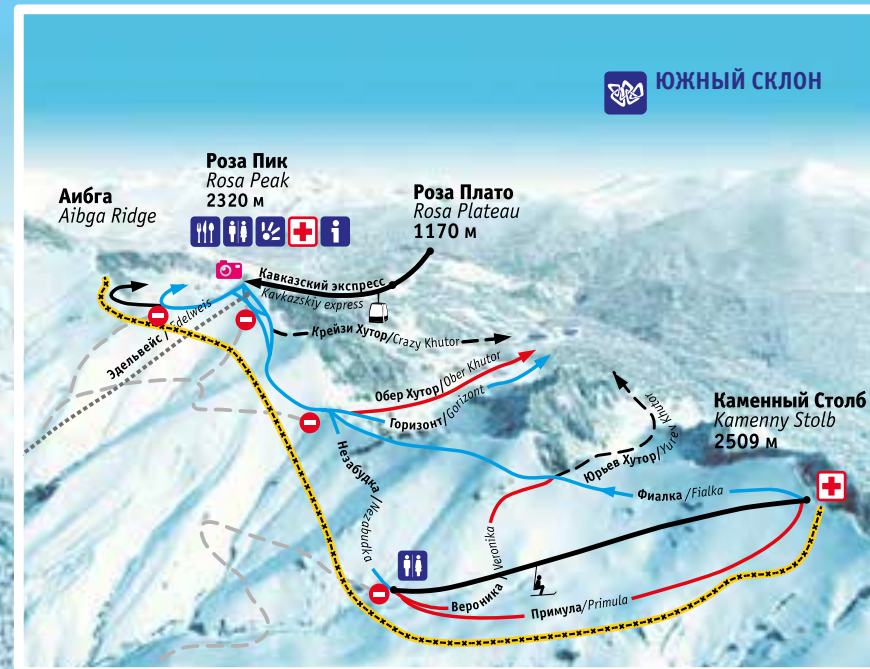 ЮЖНЫЙ СКЛОН
Роза Пик
Rosa Peak
2320 м
Аибга
Aibga Ridge
Роза Плато
Rosa Plateau
1170 м
Кавказский экспресс
Kavkazskiy express
Эдельвейс / Edelweis
Крейзи Хутор/Crazy Khutor
Обер Хутор/Ober Khutor
Горизонт/Gorizont
Каменный Столб
Kamenny Stolb
2509 м
Юрьев Хутор/Yurev Khutor
Незабудка /Nezabudka
Фиалка /Fialka
Вероника / Veronika
Примула/Primula